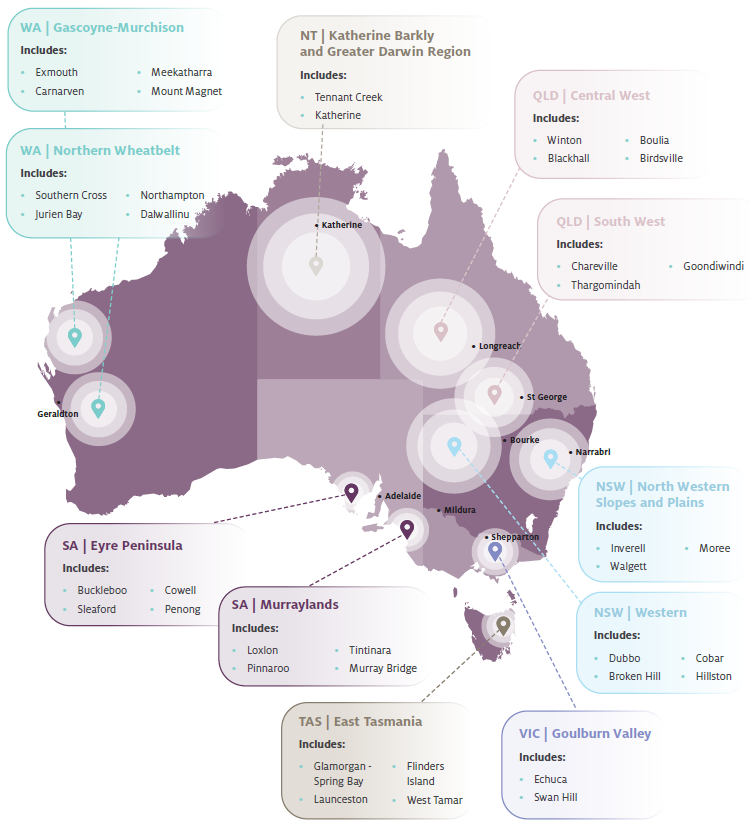 WA | Gascoyne-Murchison
Includes:
• Exmouth
• Carnarven
• Meekatharra
• Mount Magnet
WA | Northern Wheatbelt
Includes:
• Southern Cross
• Jurien Bay
• Northampton
• Dalwallinu
NT | Katherine Barkly
and Greater Darwin Region
Includes:
• Tennant Creek
• Katherine
QLD | Central West
Includes:
• Winton
• Blackhall
• Boulia
• Birdsville
QLD | South West
Includes:
• Chareville
• Thargomindah
• Goondiwindi
Katherine
Longreach
St George
Geraldton
Bourke
Narrabri
Adelaide
Mildura
Shepparton
NSW | North Western
Slopes and Plains
Includes:
• Inverell
• Walgett
• Moree
SA | Eyre Peninsula
Includes:
• Buckleboo
• Sleaford
• Cowell
• Penong
SA | Murraylands
Includes:
• Loxlon
• Pinnaroo
• Tintinara
• Murray Bridge
NSW | Western
Includes:
• Dubbo
• Broken Hill
• Cobar
• Hillston
TAS | East Tasmania
Includes:
• Glamorgan -
Spring Bay
• Launceston
• Flinders
Island
• West Tamar
VIC | Goulburn Valley
Includes:
• Echuca
• Swan Hill